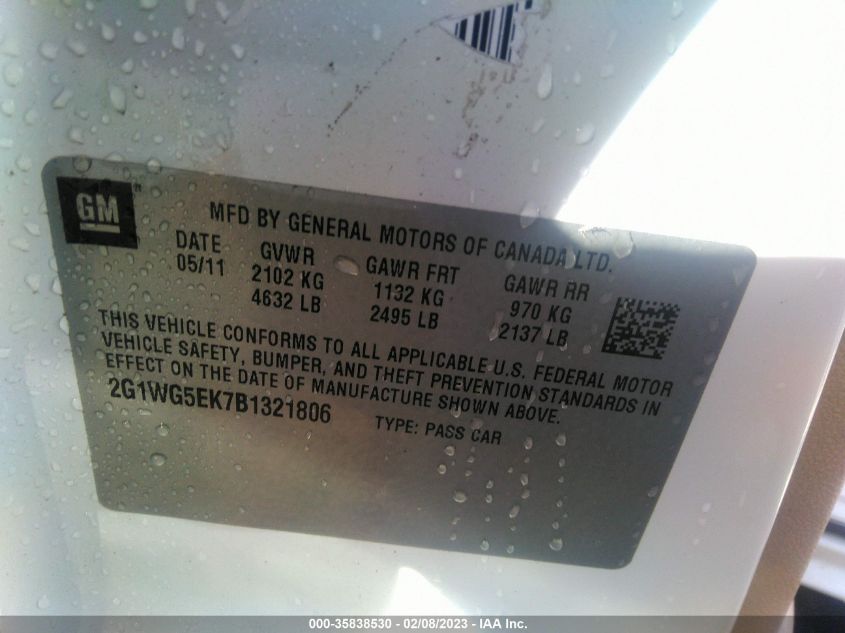 GM
MFD BY GENERAL MOTORS OF CANADA LTD.
DATE GVWR GAWR FRT GAWR RR
05/11 2102 KG 1132 KG 970 KG
4632 LB 2495 LB 2137 LB
THIS VEHICLE CONFORMS TO ALL APPLICABLE U.S. FEDERAL MOTOR
VEHICLE SAFETY, BUMPER, AND THEFT PREVENTION STANDARDS IN
EFFECT ON THE DATE OF MANUFACTURE SHOWN ABOVE.
2G1WG5EK7B1321806 TYPE: PASS CAR
000-35838530 - 02/08/2023 - IAA Inc.